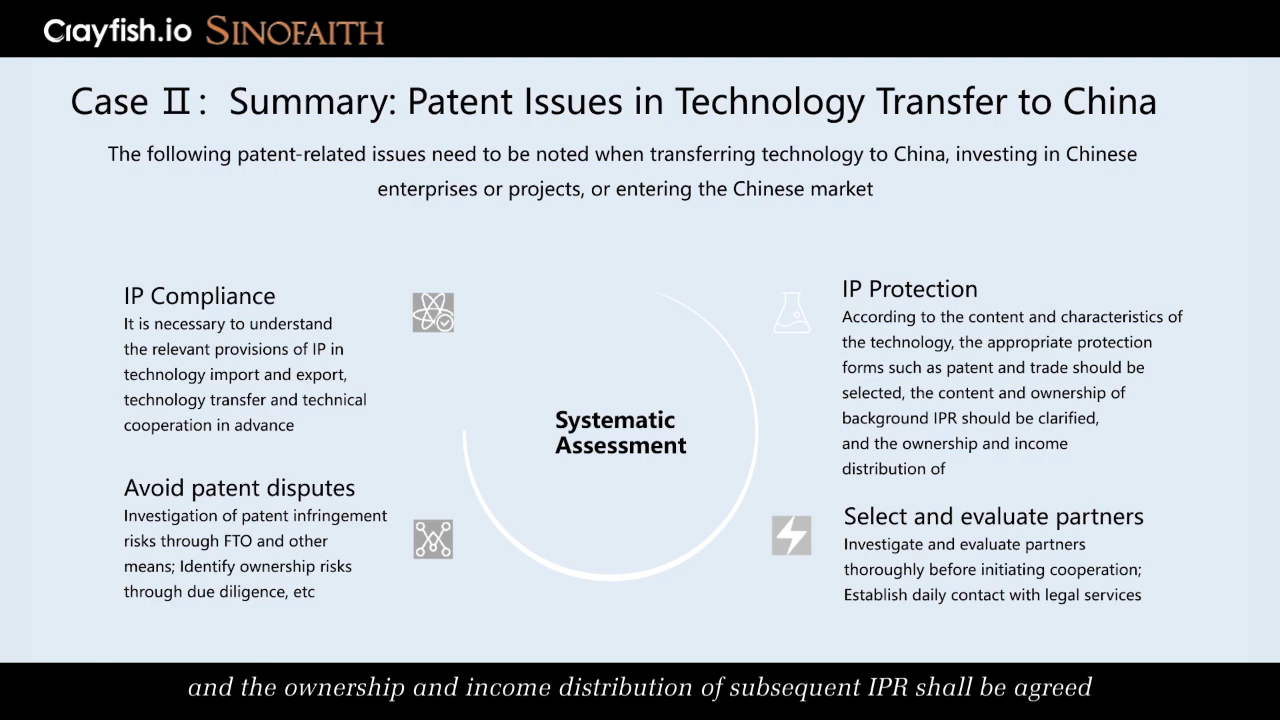 Crayfish.io SINOFAITH
Case Ⅱ: Summary: Patent Issues in Technology Transfer to China
The following patent-related issues need to be noted when transferring technology to China, investing in Chinese
enterprises or projects, or entering the Chinese market
IP Compliance
It is necessary to understand
the relevant provisions of IP in
technology import and export,
technology transfer and technical
cooperation in advance
Avoid patent disputes
Investigation of patent infringement
risks through FTO and other
means; Identify ownership risks
through due diligence, etc
Systematic
Assessment
IP Protection
According to the content and characteristics of
the technology, the appropriate protection
forms such as patent and trade should be
selected, the content and ownership of
background IPR should be clarified,
and the ownership and income
distribution of
Select and evaluate partners
Investigate and evaluate partners
thoroughly before initiating cooperation;
Establish daily contact with legal services
and the ownership and income distribution of subsequent IPR shall be agreed